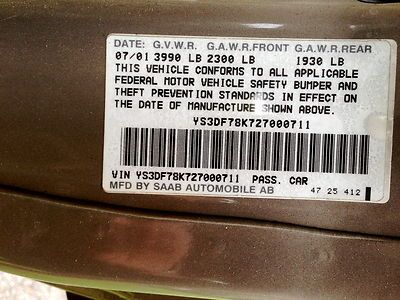 DATE: G.V.W.R. G.A.W.R.FRONT G.A.W.R.REAR
07/01 3990 LB 2300 LB 1930 LB
THIS VEHICLE CONFORMS TO ALL APPLICABLE
FEDERAL MOTOR VEHICLE SAFETY BUMPER AND
THEFT PREVENTION STANDARDS IN EFFECT ON
THE DATE OF MANUFACTURE SHOWN ABOVE.
YS3DF78K727000711
VIN YS3DF78K727000711 PASS. CAR
MFD BY SAAB AUTOMOBILE AB 47 25 412